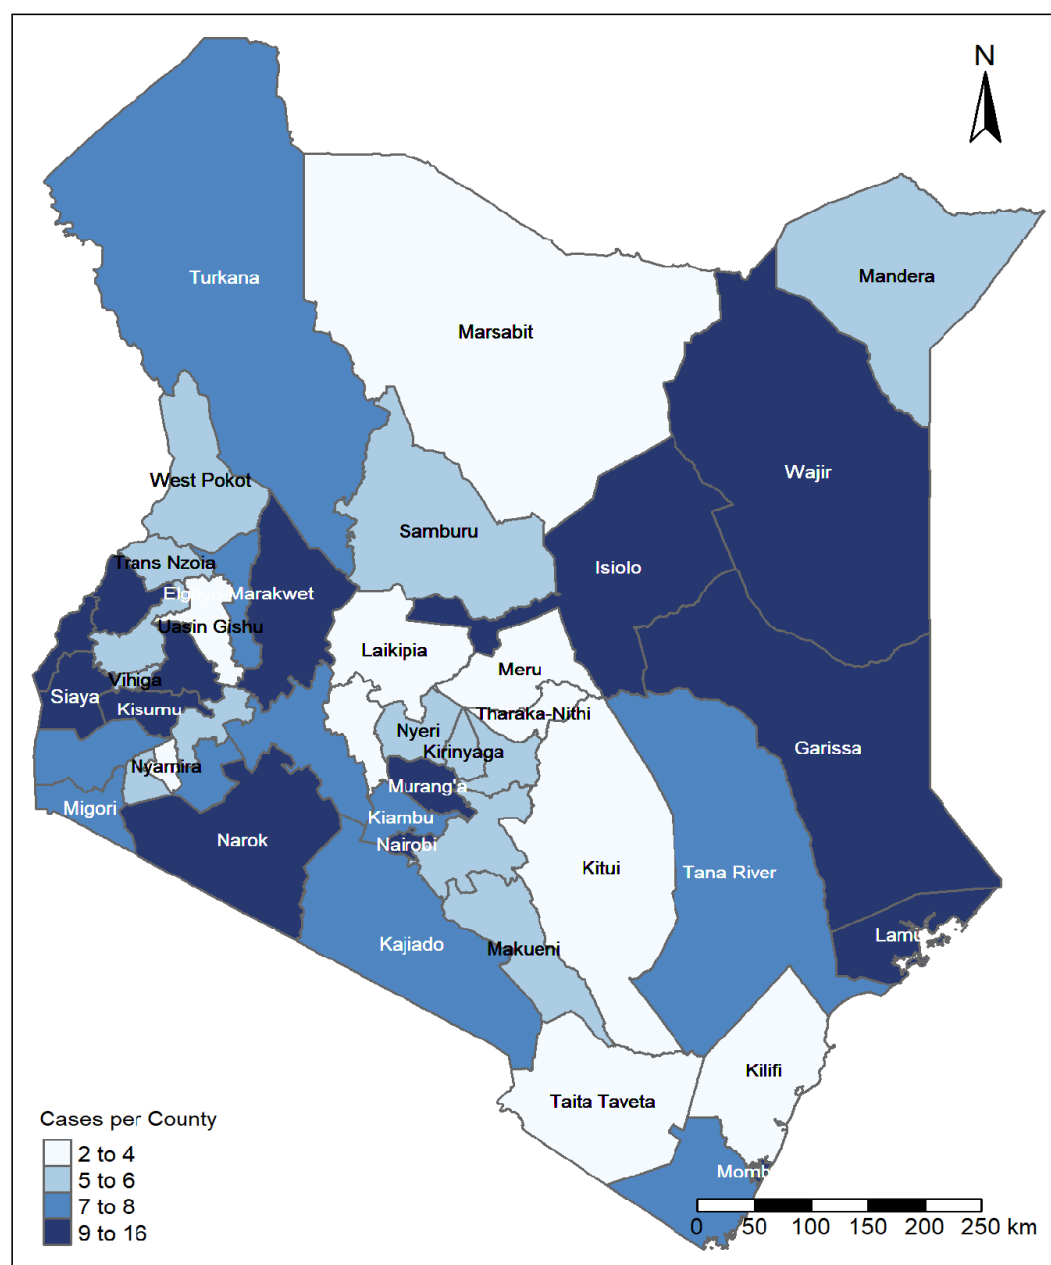 N
Turkana
Mandera
Marsabit
Wajir
West Pokot
Samburu
Trans Nzoia
Isiolo
Elgeyo Marakwet
Uasin Gishu
Laikipia
Meru
Vihiga
Siaya
Kisumu
Tharaka-Nithi
Nyeri
Garissa
Kirinyaga
Nyamira
Murang'a
Migori
Kiambu
Narok
Nairobi
Kitui
Tana River
Lamu
Kajiado
Makueni
Kilifi
Taita Taveta
Momb
Cases per County
2 to 4
5 to 6
7 to 8
9 to 16
0 50 100 150 200 250 km